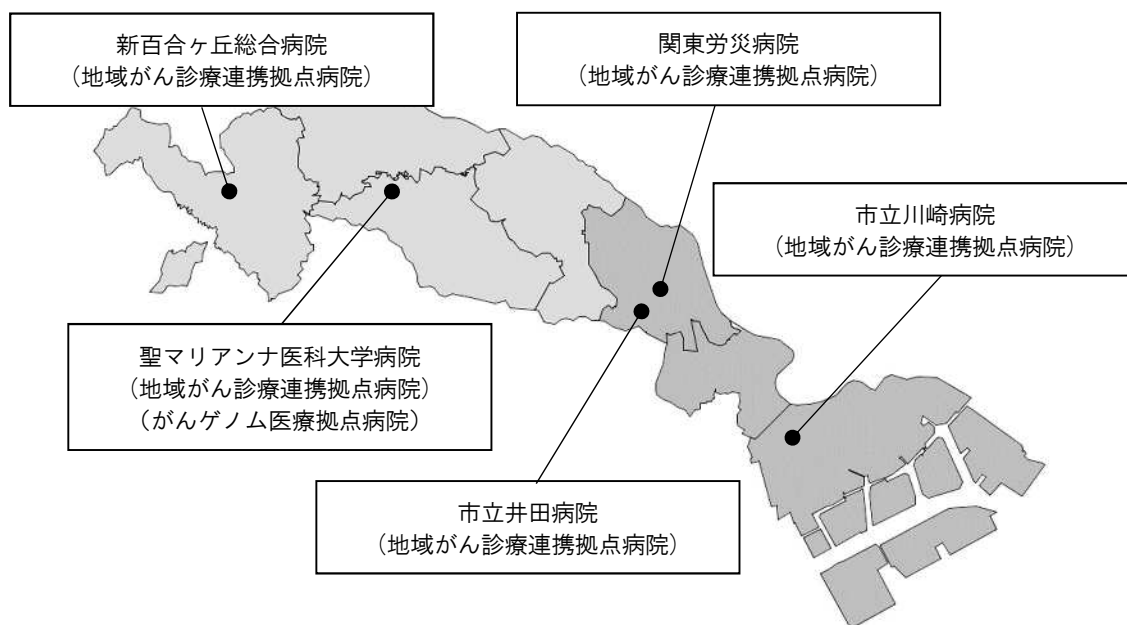 新百合ヶ丘総合病院
（地域がん診療連携拠点病院）
関東労災病院
（地域がん診療連携拠点病院）
市立川崎病院
（地域がん診療連携拠点病院）
聖マリアンナ医科大学病院
（地域がん診療連携拠点病院）
（がんゲノム医療拠点病院）
市立井田病院
（地域がん診療連携拠点病院）